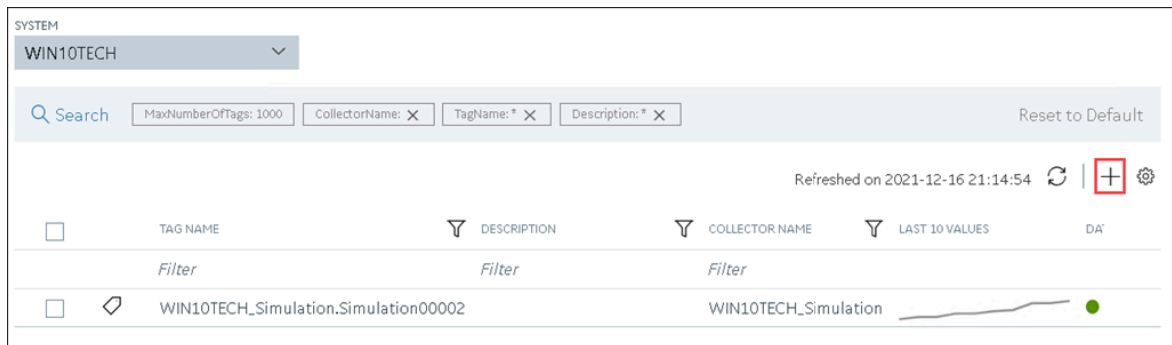 SYSTEM
WIN10TECH
Search MaxNumberOfTags: 1000 CollectorName: TagName: * Description: * Reset to Default
Refreshed on 2021-12-16 21:14:54
TAG NAME DESCRIPTION COLLECTOR NAME LAST 10 VALUES DA
Filter Filter Filter
WIN10TECH_Simulation.Simulation00002 WIN10TECH_Simulation